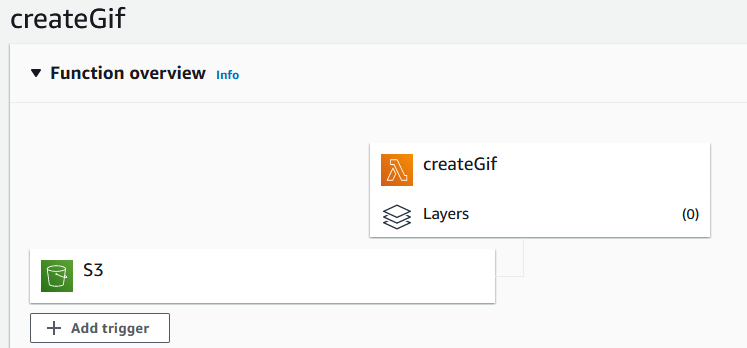 createGif
Function overview Info
createGif
Layers (0)
S3
Add trigger